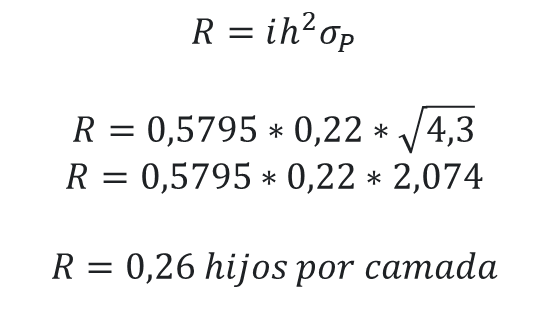 R = ih²σ_P
R = 0,5795 ∗ 0,22 ∗ √4,3
R = 0,5795 ∗ 0,22 ∗ 2,074
R = 0,26 hijos por camada